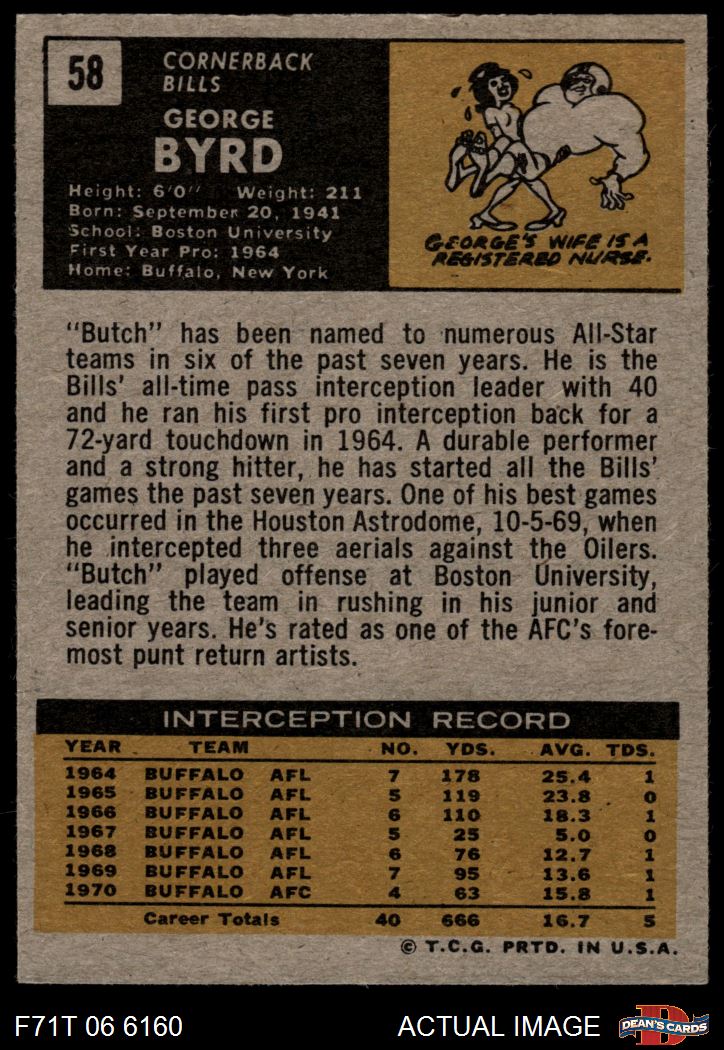 58
CORNERBACK
BILLS
GEORGE
BYRD
Height: 6'0" Weight: 211
Born: September 20, 1941
School: Boston University
First Year Pro: 1964
Home: Buffalo, New York
GEORGE'S WIFE IS A
REGISTERED NURSE.
"Butch" has been named to numerous All-Star
teams in six of the past seven years. He is the
Bills' all-time pass interception leader with 40
and he ran his first pro interception back for a
72-yard touchdown in 1964. A durable performer
and a strong hitter, he has started all the Bills'
games the past seven years. One of his best games
occurred in the Houston Astrodome, 10-5-69, when
he intercepted three aerials against the Oilers.
"Butch" played offense at Boston University,
leading the team in rushing in his junior and
senior years. He's rated as one of the AFC's fore-
most punt return artists.
INTERCEPTION RECORD
YEAR TEAM NO. YDS. AVG. TDS.
1964 BUFFALO AFL 7 178 25.4 1
1965 BUFFALO AFL 5 119 23.8 0
1966 BUFFALO AFL 6 110 18.3 1
1967 BUFFALO AFL 5 25 5.0 0
1968 BUFFALO AFL 6 76 12.7 1
1969 BUFFALO AFL 7 95 13.6 1
1970 BUFFALO AFC 4 63 15.8 1
Career Totals 40 666 16.7 5
© T.C.G. PRTD. IN U.S.A.
F71T 06 6160 ACTUAL IMAGE
D
DEAN'S CARDS